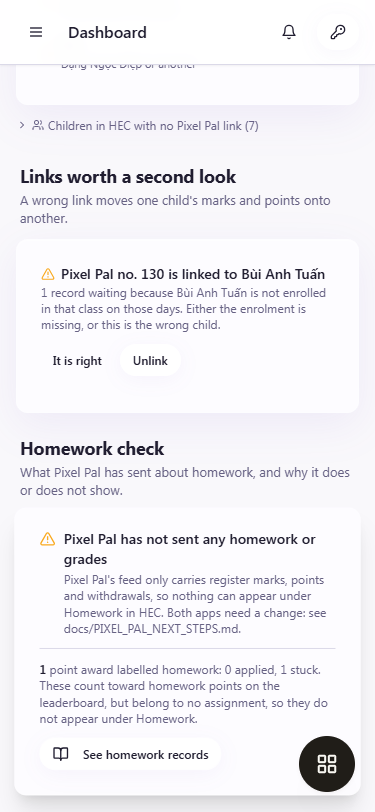 Dashboard
Đặng Ngọc Diệp or another
Children in HEC with no Pixel Pal link (7)
Links worth a second look
A wrong link moves one child's marks and points onto
another.
Pixel Pal no. 130 is linked to Bùi Anh Tuấn
1 record waiting because Bùi Anh Tuấn is not enrolled
in that class on those days. Either the enrolment is
missing, or this is the wrong child.
It is right
Unlink
Homework check
What Pixel Pal has sent about homework, and why it does
or does not show.
Pixel Pal has not sent any homework or
grades
Pixel Pal's feed only carries register marks, points
and withdrawals, so nothing can appear under
Homework in HEC. Both apps need a change: see
docs/PIXEL_PAL_NEXT_STEPS.md.
1 point award labelled homework: 0 applied, 1 stuck.
These count toward homework points on the
leaderboard, but belong to no assignment, so they do
not appear under Homework.
See homework records